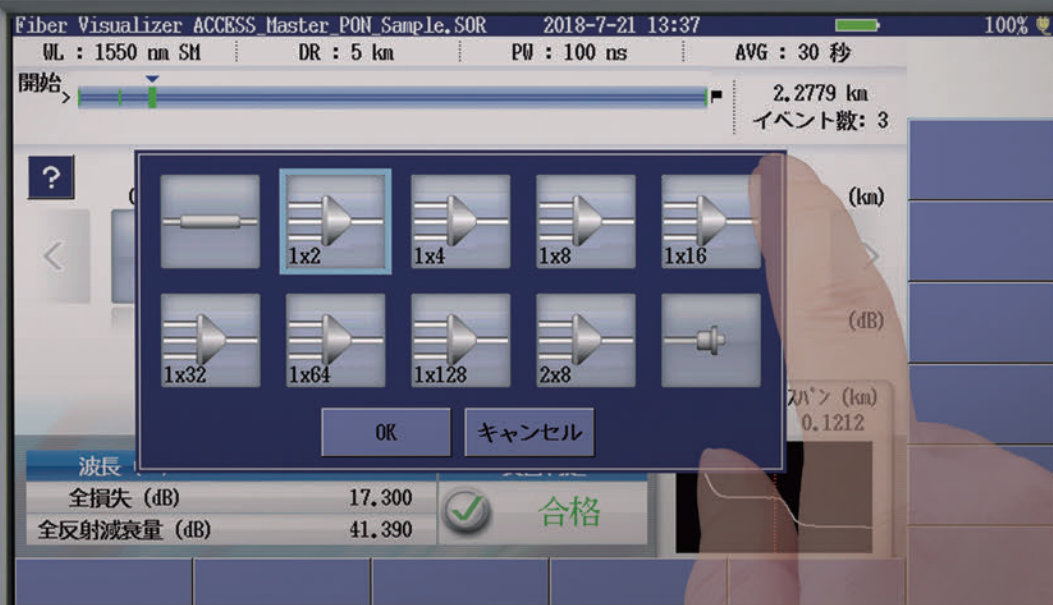 Fiber Visualizer ACCESS_Master_PON_Sample.SOR 2018-7-21 13:37 100%
WL : 1550 nm SM DR : 5 km PW : 100 ns AVG : 30 秒
開始
2.2779 km
イベント数: 3
?
(km)
1x2 1x4 1x8 1x16
(dB)
1x32 1x64 1x128 2x8
スパン (km)
0.1212
OK キャンセル
波長
全損失 (dB) 17.300
合格
全反射減衰量 (dB) 41.390